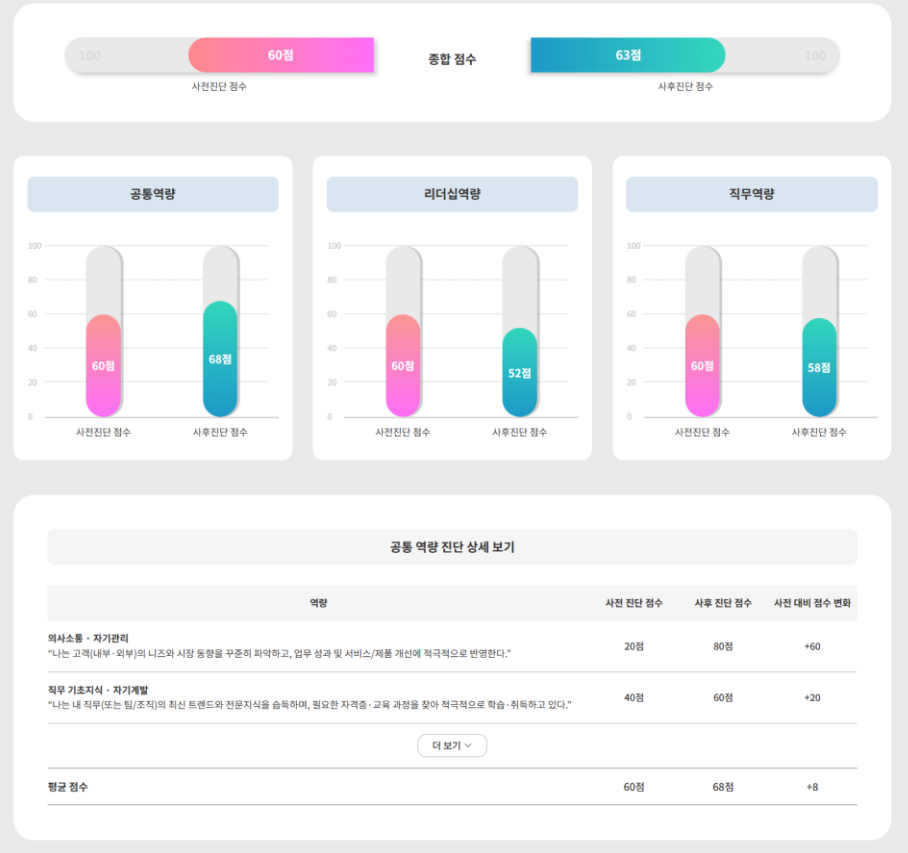 100
60점
종합 점수
63점
100
사전진단 점수
사후진단 점수
공통역량
100
80
60
40
20
0
60점
68점
사전진단 점수
사후진단 점수
리더십역량
100
80
60
40
20
0
60점
52점
사전진단 점수
사후진단 점수
직무역량
100
80
60
40
20
0
60점
58점
사전진단 점수
사후진단 점수
공통 역량 진단 상세 보기
역량 사전 진단 점수 사후 진단 점수 사전 대비 점수 변화
의사소통 · 자기관리
“나는 고객(내부·외부)의 니즈와 시장 동향을 꾸준히 파악하고, 업무 성과 및 서비스/제품 개선에 적극적으로 반영한다.”
20점 80점 +60
직무 기초지식 · 자기계발
“나는 내 직무(또는 팀/조직)의 최신 트렌드와 전문지식을 습득하며, 필요한 자격증·교육 과정을 찾아 적극적으로 학습·취득하고 있다.”
40점 60점 +20
더 보기
평균 점수 60점 68점 +8